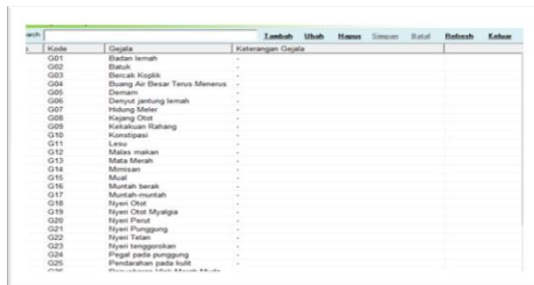 arch Tambah Ubah Hapus Simpan Batal Refresh Keluar
Kode Gejala Keterangan Gejala
G01 Badan lemah -
G02 Batuk -
G03 Bercak Koplik -
G04 Buang Air Besar Terus Menerus -
G05 Demam -
G06 Denyut jantung lemah -
G07 Hidung Meler -
G08 Kejang Otot -
G09 Kekakuan Rahang -
G10 Konstipasi -
G11 Lesu -
G12 Malas makan -
G13 Mata Merah -
G14 Mimisan -
G15 Mual -
G16 Muntah berak -
G17 Muntah-muntah -
G18 Nyeri Otot -
G19 Nyeri Otot Myalgia -
G20 Nyeri Perut -
G21 Nyeri Punggung -
G22 Nyeri Telan -
G23 Nyeri tenggorokan -
G24 Pegal pada punggung -
G25 Pendarahan pada kulit -